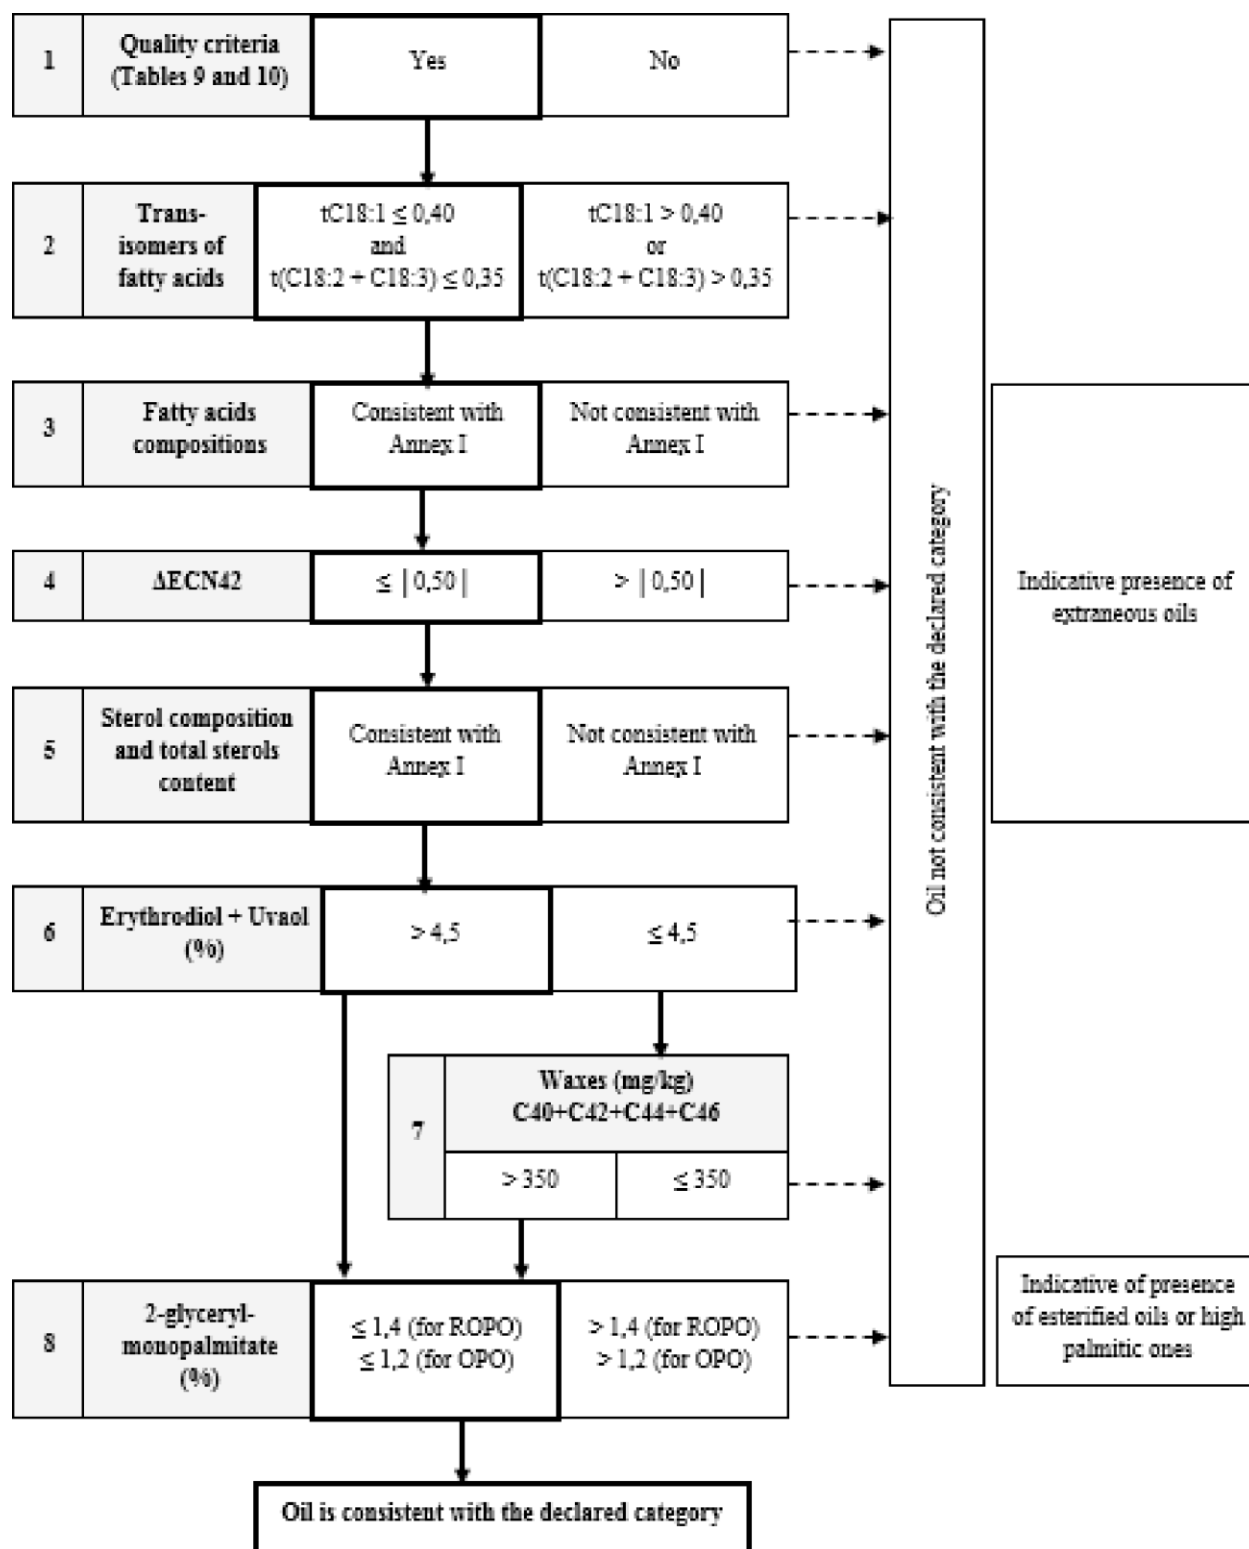 1
Quality criteria
(Tables 9 and 10)
Yes
No
2
Trans-
isomers of
fatty acids
tC18:1 ≤ 0,40
and
t(C18:2 + C18:3) ≤ 0,35
tC18:1 > 0,40
or
t(C18:2 + C18:3) > 0,35
3
Fatty acids
compositions
Consistent with
Annex I
Not consistent with
Annex I
4
ΔECN42
≤ | 0,50 |
> | 0,50 |
5
Sterol composition
and total sterols
content
Consistent with
Annex I
Not consistent with
Annex I
6
Erythrodiol + Uvaol
(%)
> 4,5
≤ 4,5
7
Waxes (mg/kg)
C40+C42+C44+C46
> 350
≤ 350
8
2-glyceryl-
monopalmitate
(%)
≤ 1,4 (for ROPO)
≤ 1,2 (for OPO)
> 1,4 (for ROPO)
> 1,2 (for OPO)
Oil is consistent with the declared category
Oil not consistent with the declared category
Indicative presence of
extraneous oils
Indicative of presence
of esterified oils or high
palmitic ones